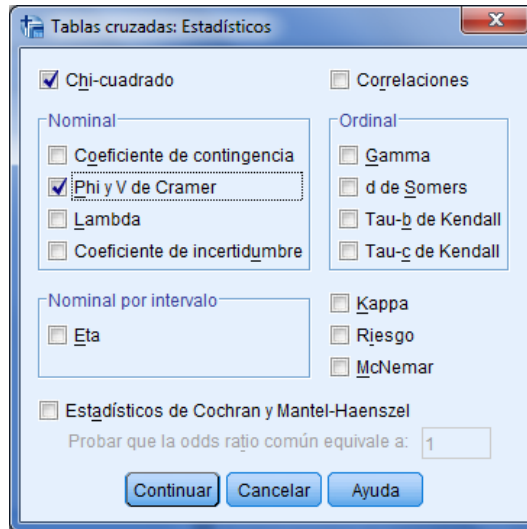 Tablas cruzadas: Estadísticos
Chi-cuadrado
Correlaciones
Nominal
Coeficiente de contingencia
Phi y V de Cramer
Lambda
Coeficiente de incertidumbre
Ordinal
Gamma
d de Somers
Tau-b de Kendall
Tau-c de Kendall
Nominal por intervalo
Eta
Kappa
Riesgo
McNemar
Estadísticos de Cochran y Mantel-Haenszel
Probar que la odds ratio común equivale a: 1
Continuar Cancelar Ayuda